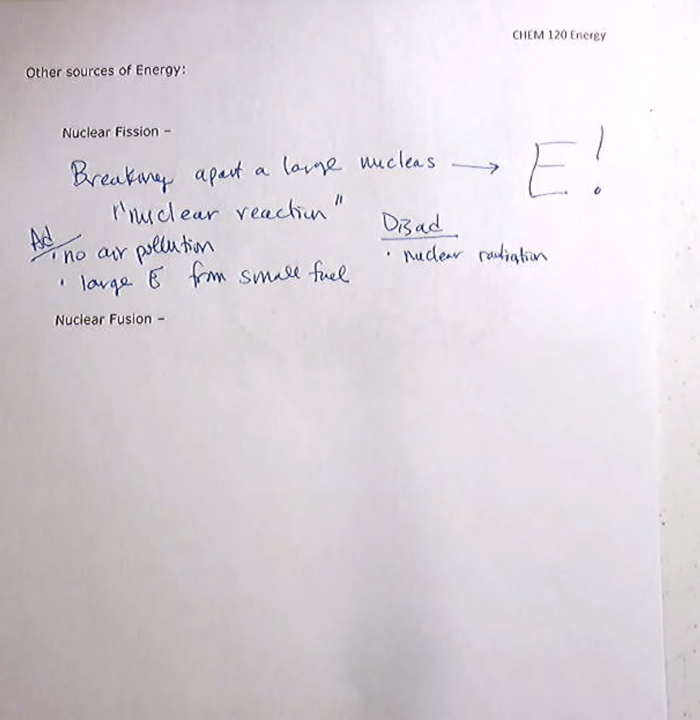 CHEM 120 Energy
Other sources of Energy:
Nuclear Fission –
Breaking apart a large nucleas → E!
"nuclear reaction"
Ad Disad
· no air pollution · nuclear radiation
· large E from small fuel
Nuclear Fusion –